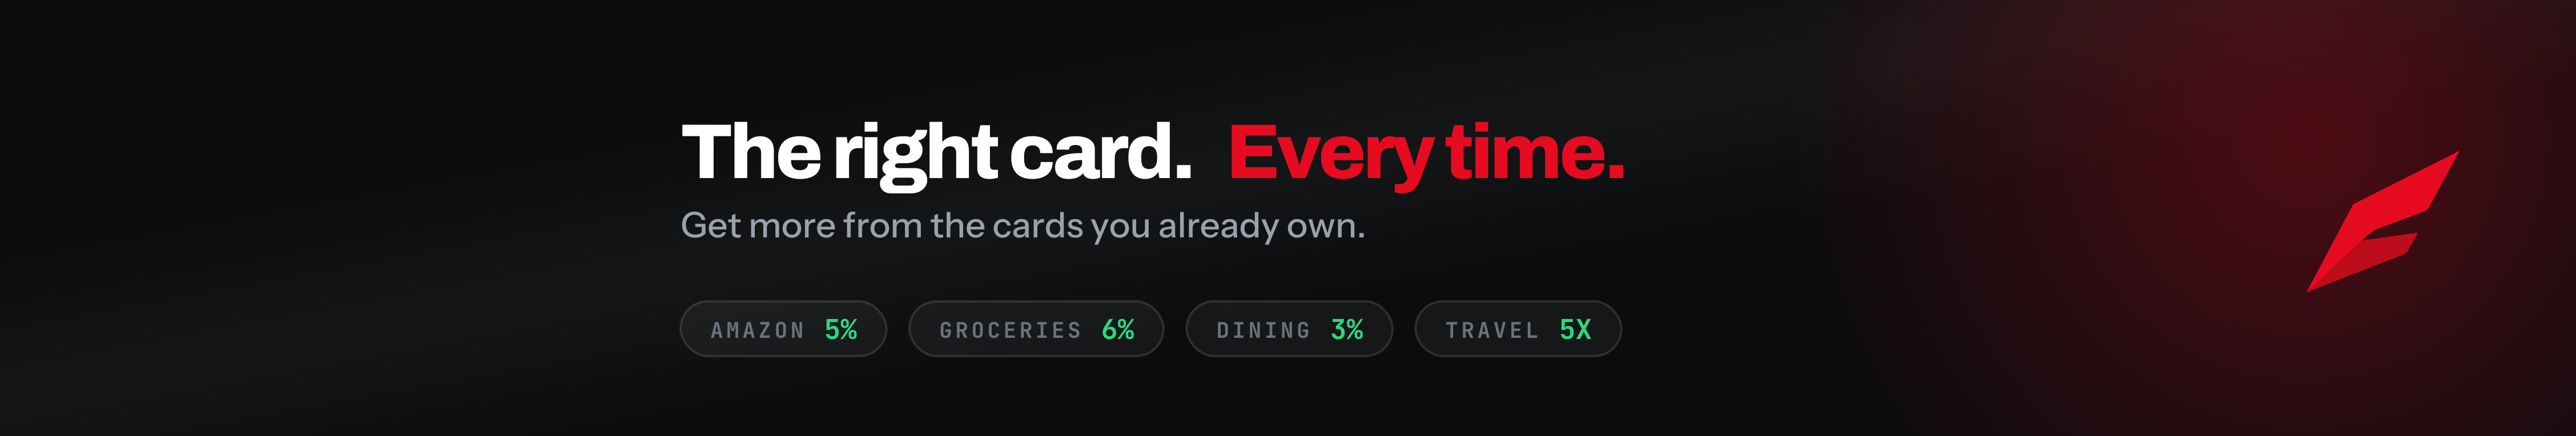 The right card. Every time.
Get more from the cards you already own.
AMAZON 5% GROCERIES 6% DINING 3% TRAVEL 5X